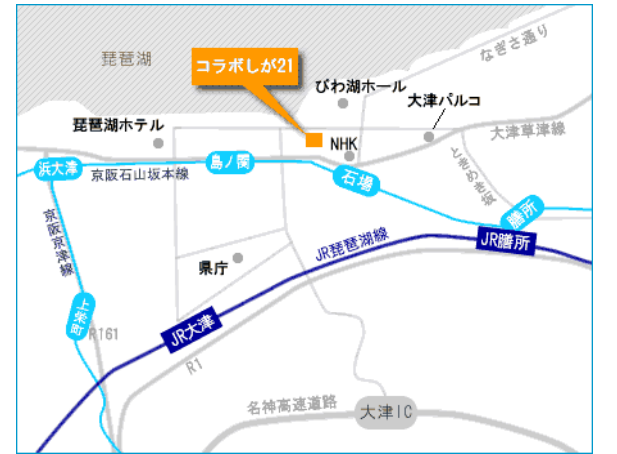 琵琶湖
なぎさ通り
コラボしが21
びわ湖ホール
大津パルコ
琵琶湖ホテル
NHK
大津草津線
浜大津
京阪石山坂本線
島ノ関
石場
ときめき坂
膳所
京阪京津線
JR琵琶湖線
JR膳所
県庁
上栄町
R161
JR大津
R1
名神高速道路
大津IC